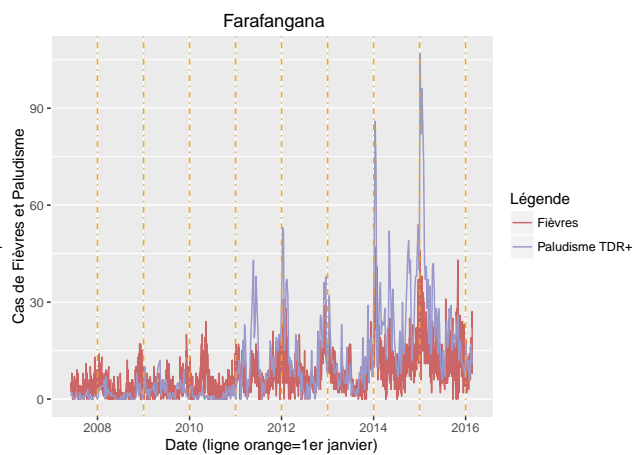 Farafangana
Cas de Fièvres et Paludisme
90
60
30
0
2008
2010
2012
2014
2016
Date (ligne orange=1er janvier)
Légende
Fièvres
Paludisme TDR+